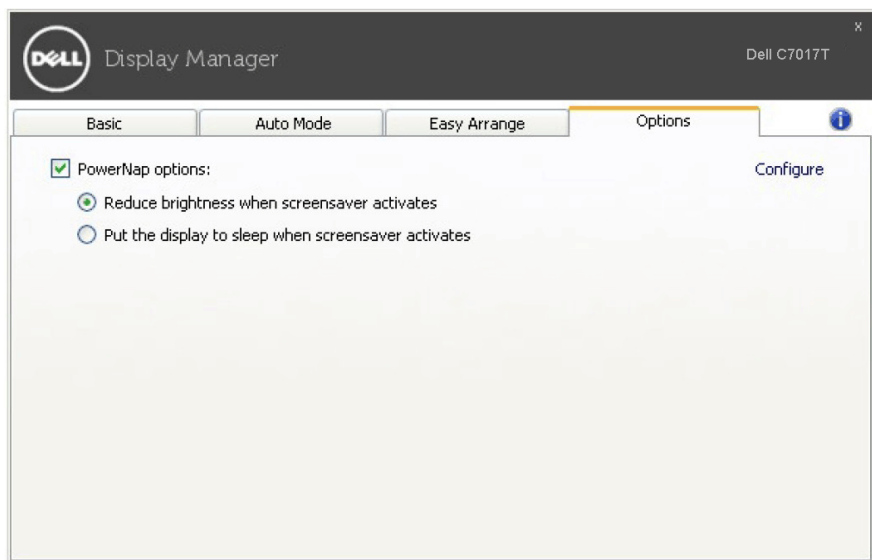 DELL Display Manager
x
Dell C7017T
Basic
Auto Mode
Easy Arrange
Options
i
PowerNap options:
Configure
Reduce brightness when screensaver activates
Put the display to sleep when screensaver activates